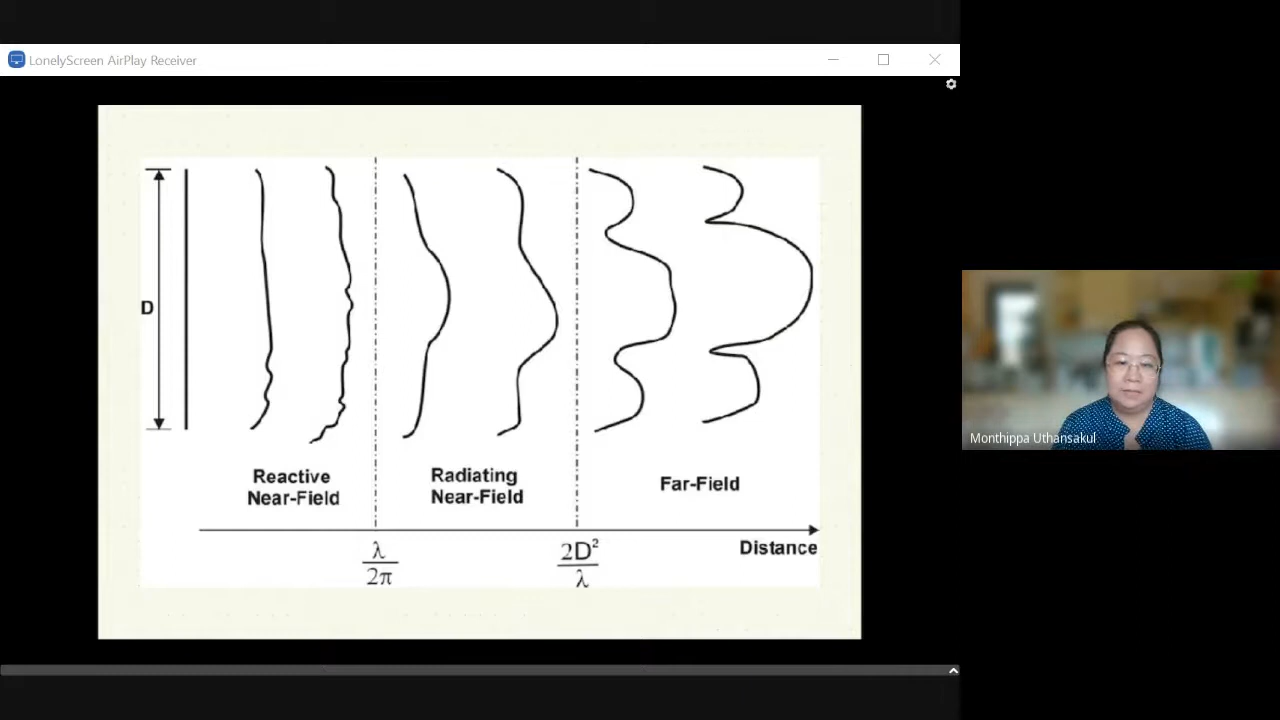 LonelyScreen AirPlay Receiver
D
Reactive
Near-Field
Radiating
Near-Field
Far-Field
Distance
λ
2π
2D²
λ
Monthippa Uthansakul